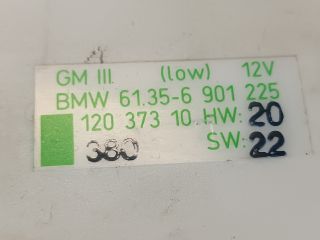 GM III (low) 12V
BMW 61.35-6 901 225
120 373 10 HW: 20
380 SW: 22